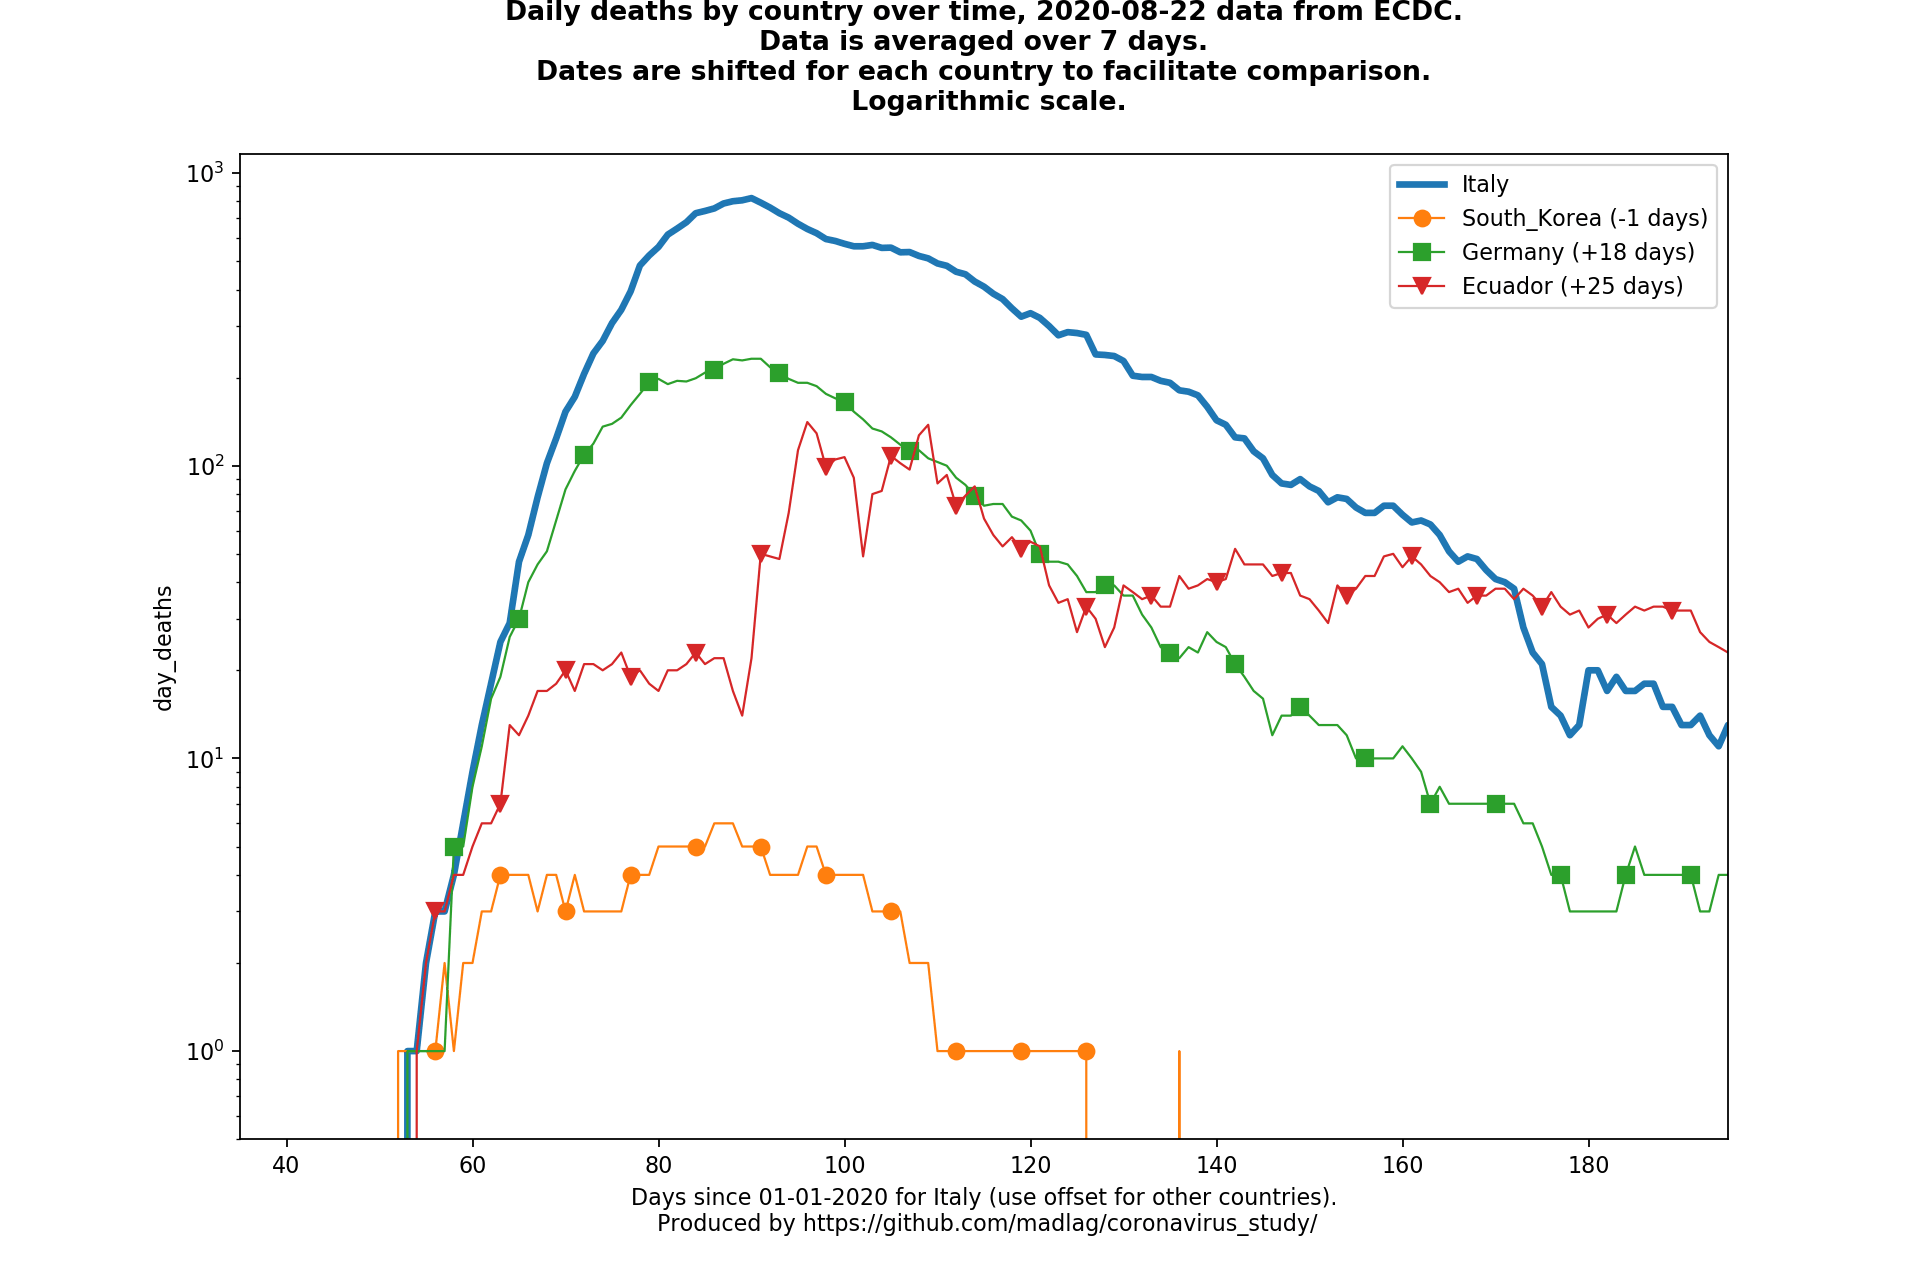 Daily deaths by country over time, 2020-08-22 data from ECDC.
Data is averaged over 7 days.
Dates are shifted for each country to facilitate comparison.
Logarithmic scale.
10³
10²
10¹
10⁰
day_deaths
Italy
South_Korea (-1 days)
Germany (+18 days)
Ecuador (+25 days)
40 60 80 100 120 140 160 180
Days since 01-01-2020 for Italy (use offset for other countries).
Produced by https://github.com/madlag/coronavirus_study/